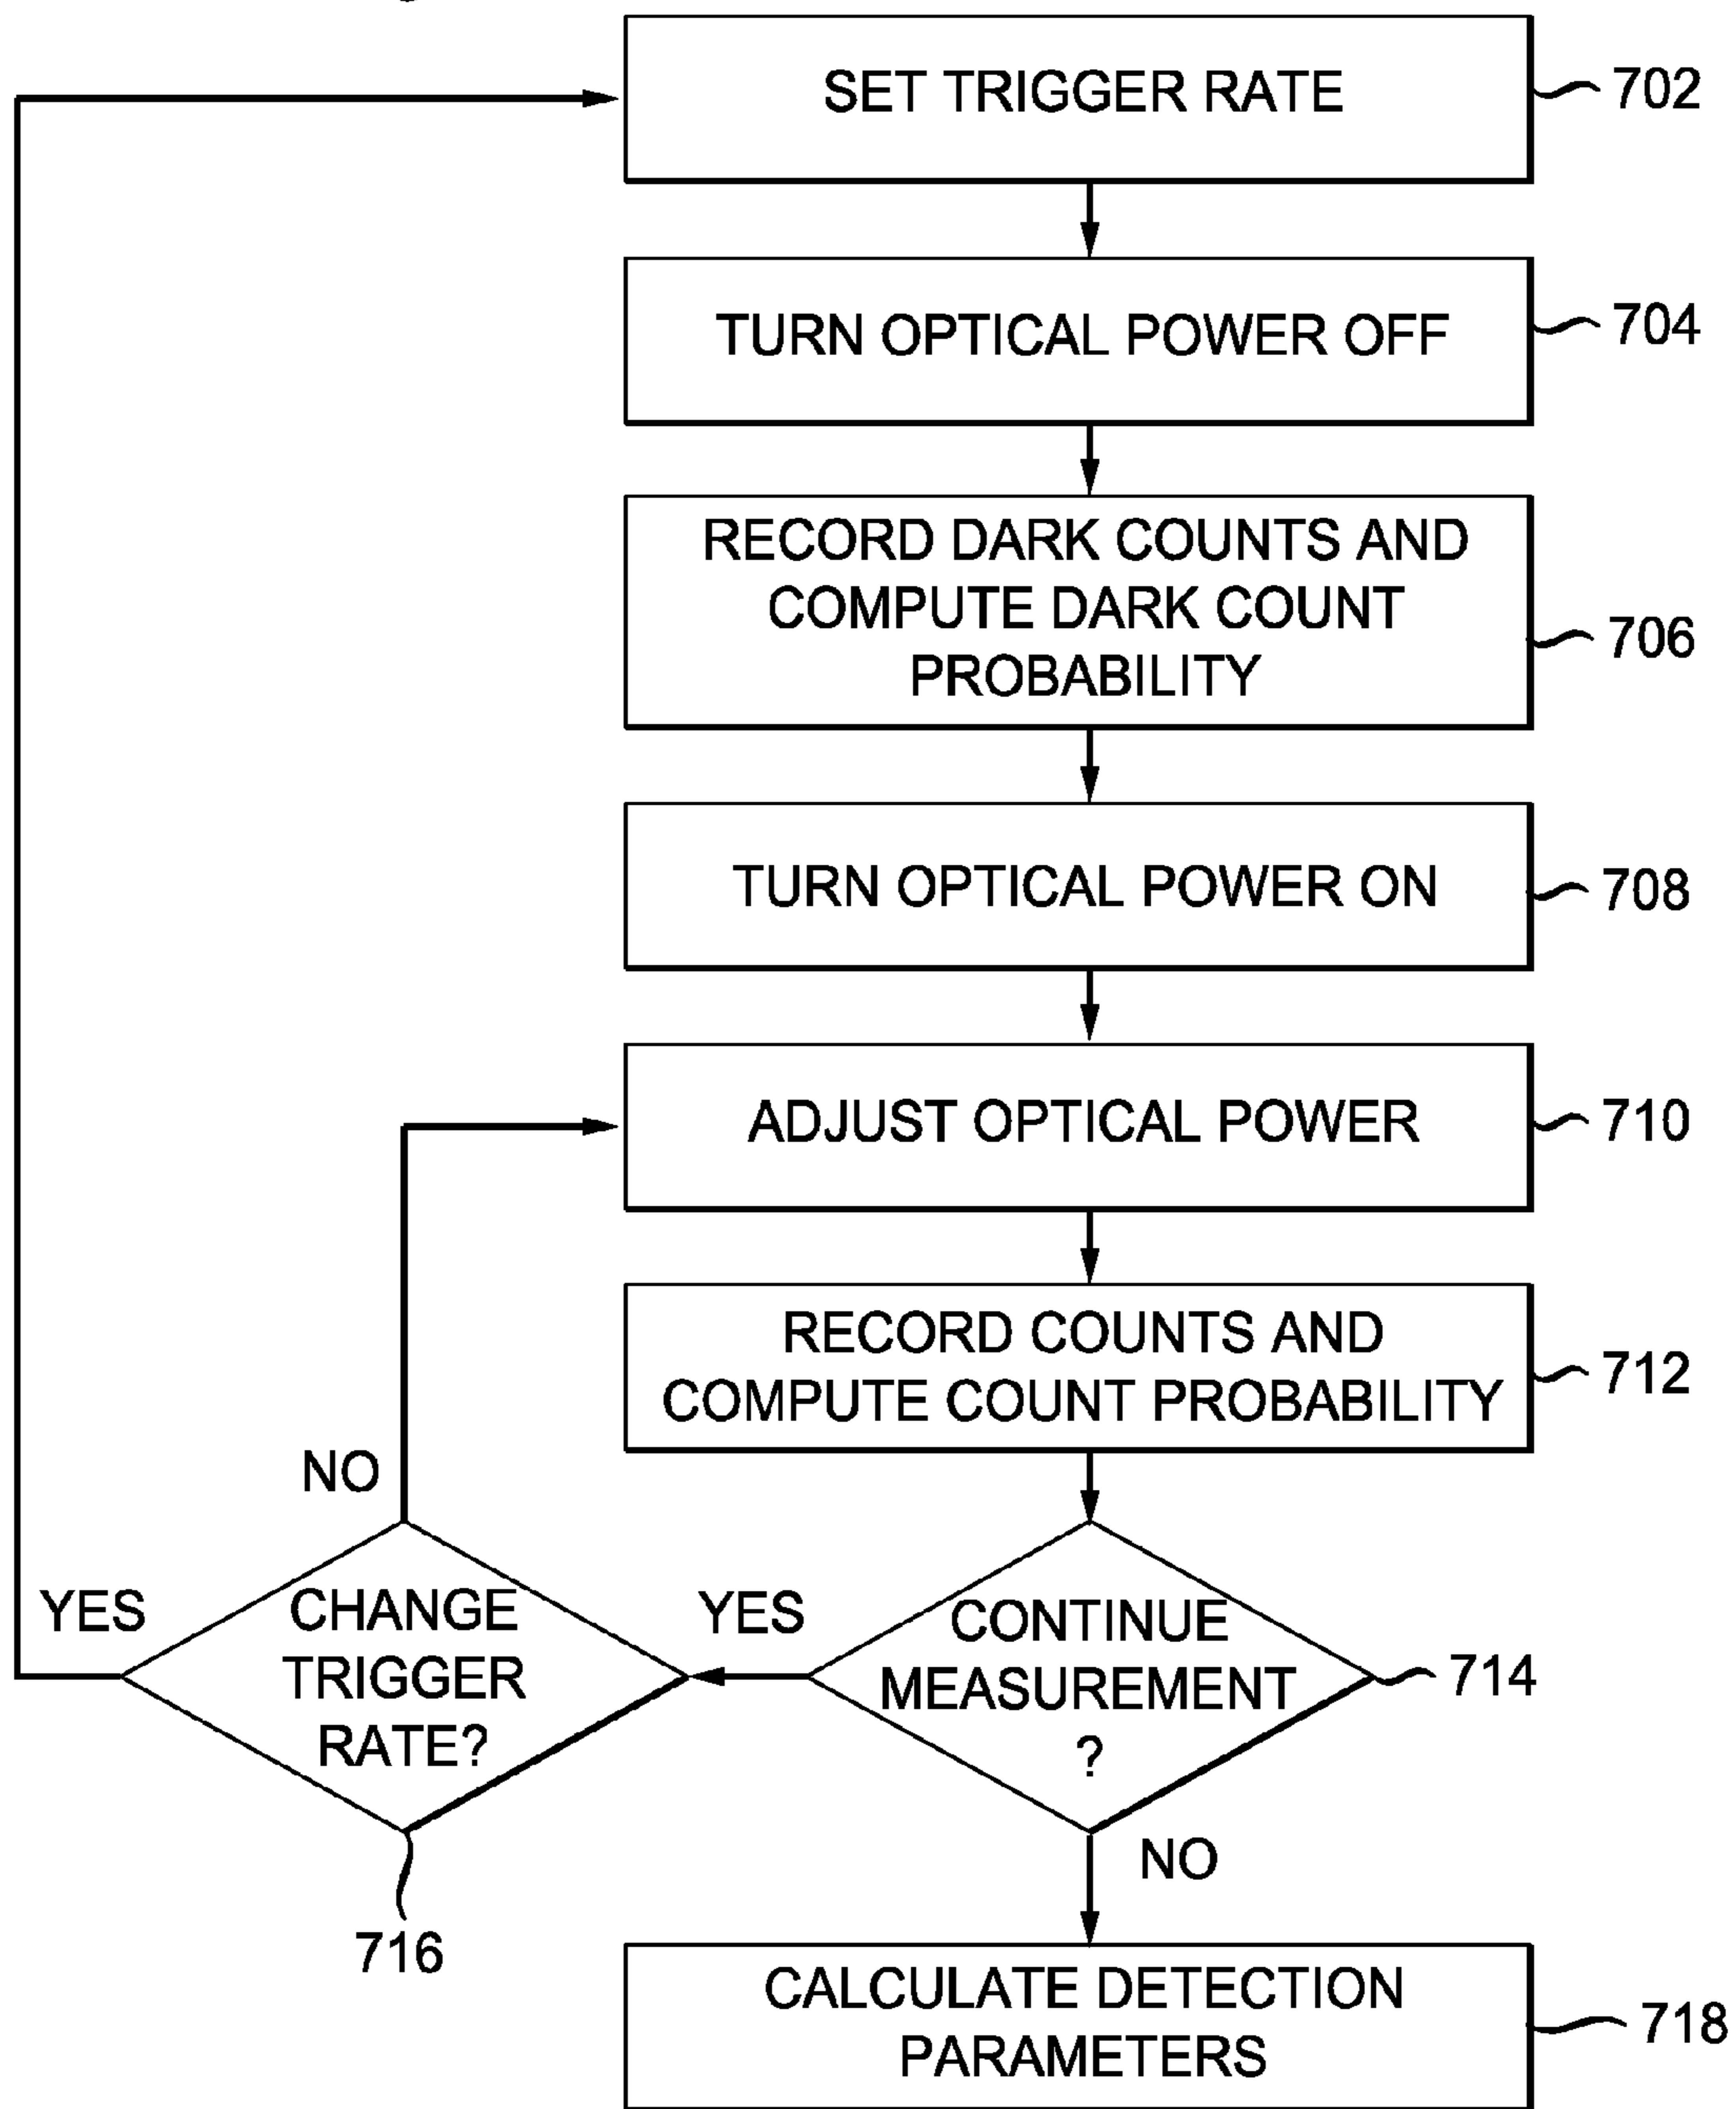 SET TRIGGER RATE
702
TURN OPTICAL POWER OFF
704
RECORD DARK COUNTS AND
COMPUTE DARK COUNT
PROBABILITY
706
TURN OPTICAL POWER ON
708
ADJUST OPTICAL POWER
710
RECORD COUNTS AND
COMPUTE COUNT PROBABILITY
712
NO
YES
CHANGE
TRIGGER
RATE?
716
YES
CONTINUE
MEASUREMENT
?
714
NO
CALCULATE DETECTION
PARAMETERS
718